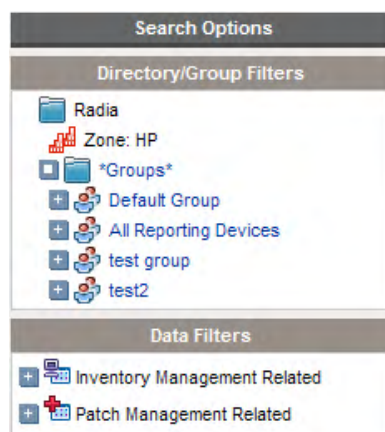 Search Options
Directory/Group Filters
Radia
Zone: HP
*Groups*
Default Group
All Reporting Devices
test group
test2
Data Filters
Inventory Management Related
Patch Management Related